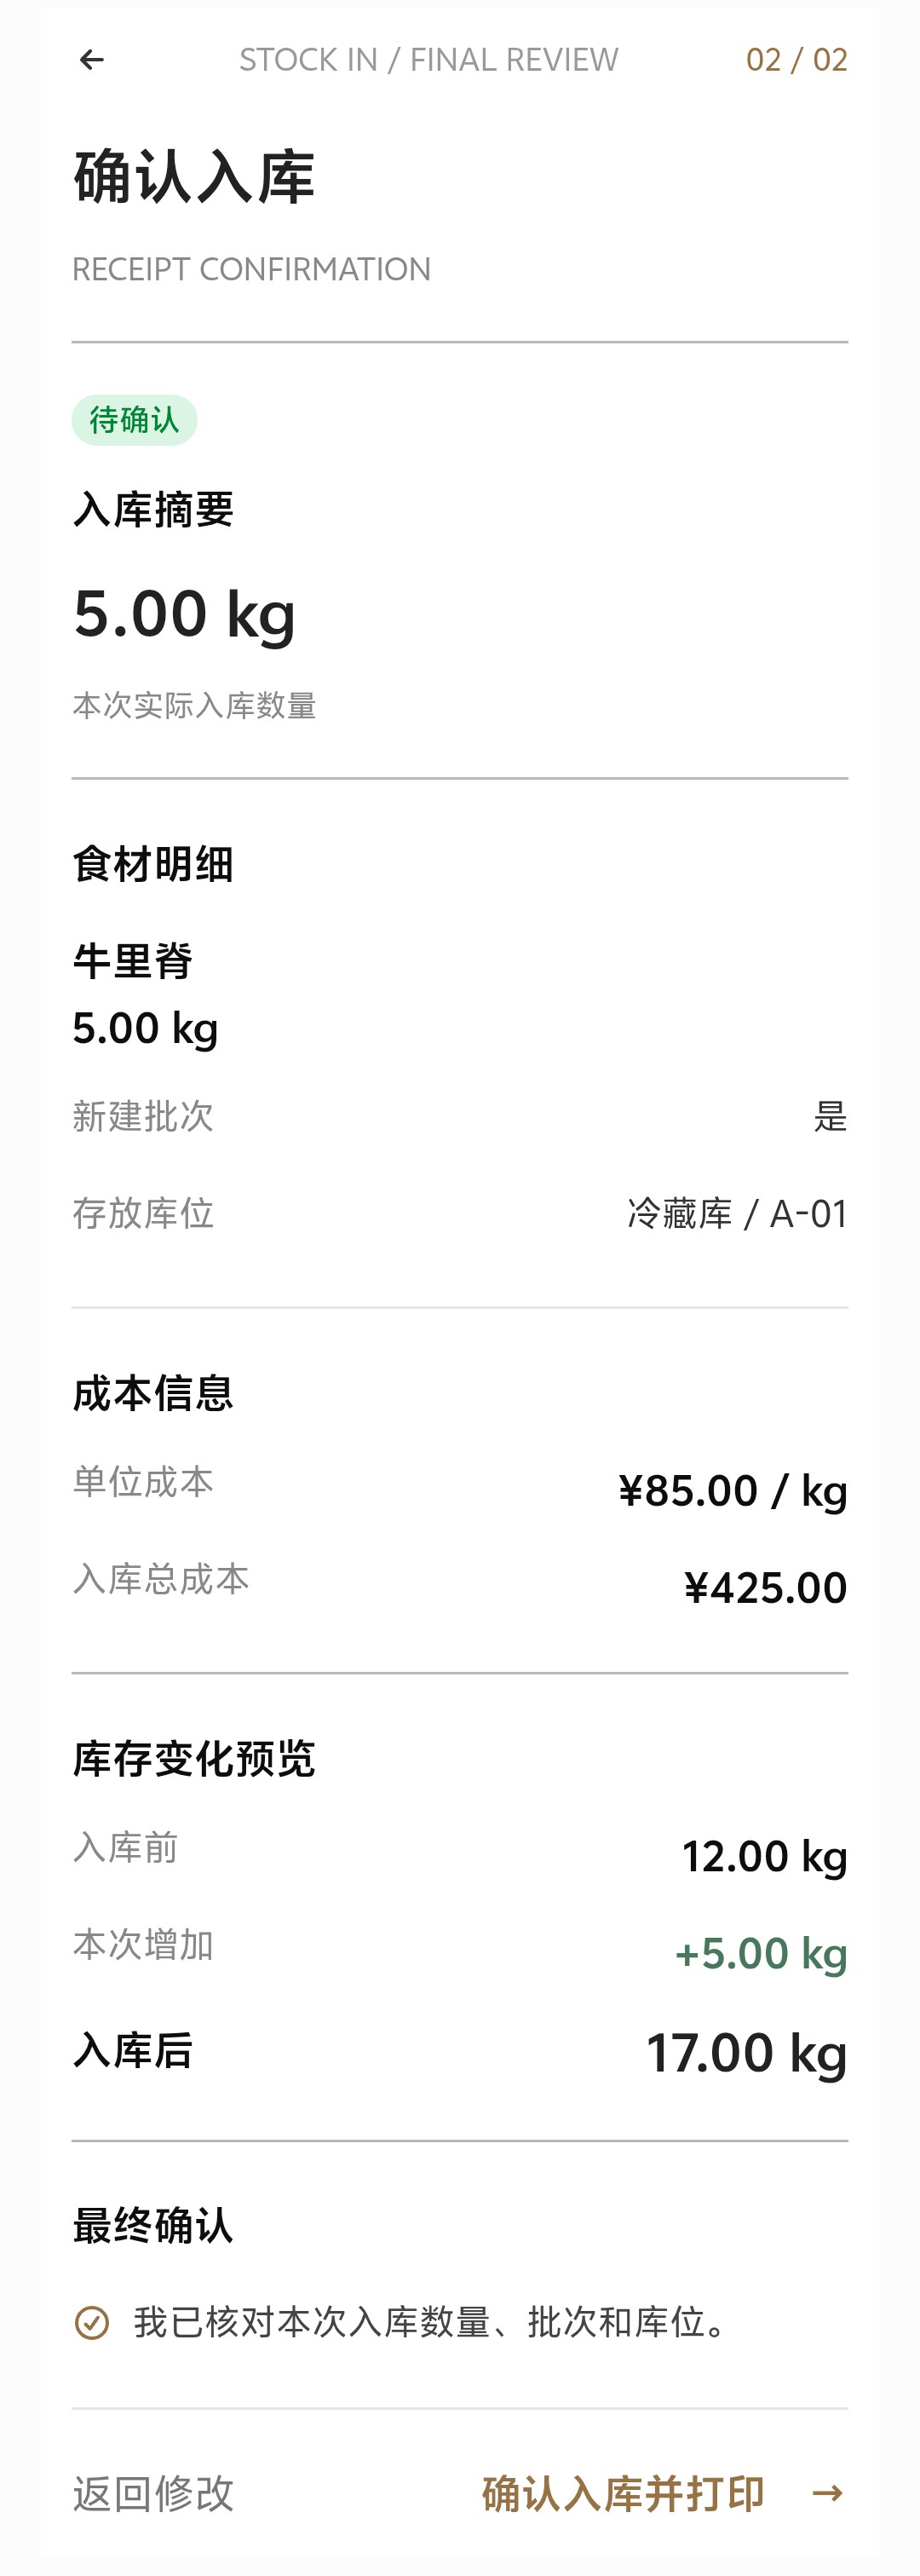 STOCK IN / FINAL REVIEW
02 / 02
确认入库
RECEIPT CONFIRMATION
待确认
入库摘要
5.00 kg
本次实际入库数量
食材明细
牛里脊
5.00 kg
新建批次 是
存放库位 冷藏库 / A-01
成本信息
单位成本 ¥85.00 / kg
入库总成本 ¥425.00
库存变化预览
入库前 12.00 kg
本次增加 +5.00 kg
入库后 17.00 kg
最终确认
我已核对本次入库数量、批次和库位。
返回修改 确认入库并打印 →